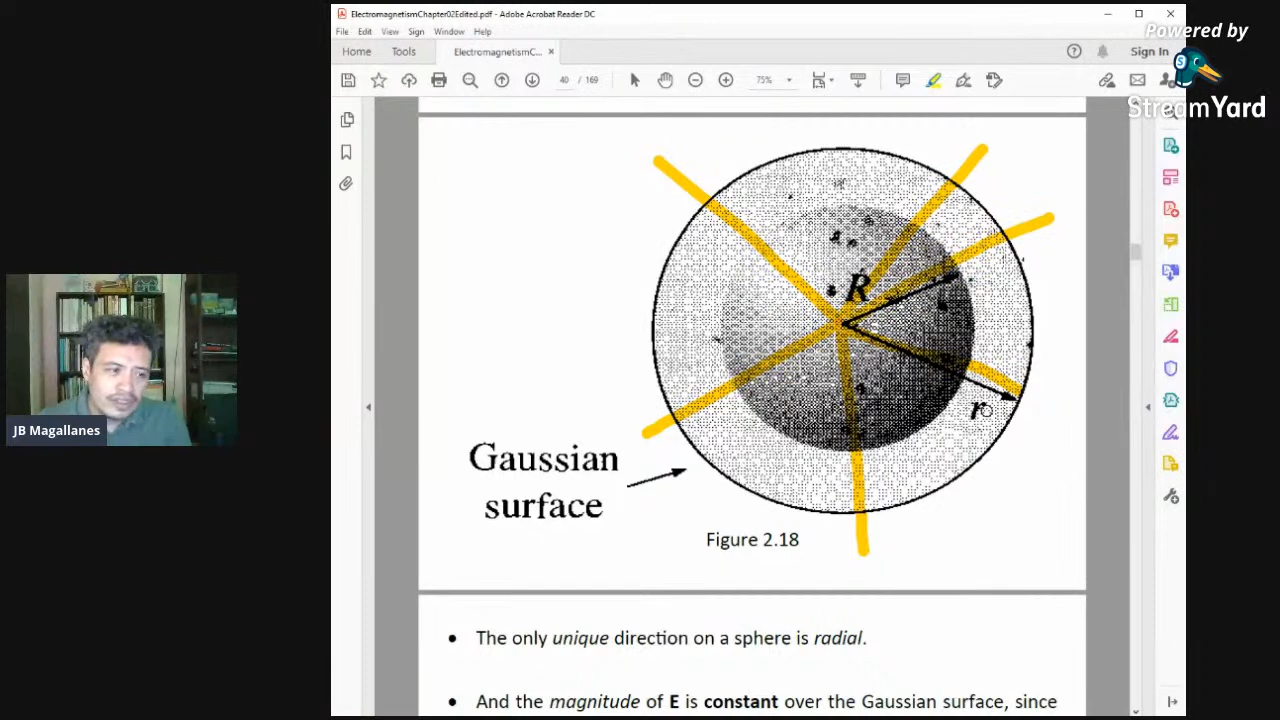 ElectromagnetismChapter02Edited.pdf - Adobe Acrobat Reader DC
File Edit View Sign Window Help
Home Tools ElectromagnetismC... ×
Sign In
40 / 169
75%
Powered by
StreamYard
R
r
Gaussian
surface
Figure 2.18
JB Magallanes
• The only unique direction on a sphere is radial.
• And the magnitude of E is constant over the Gaussian surface, since